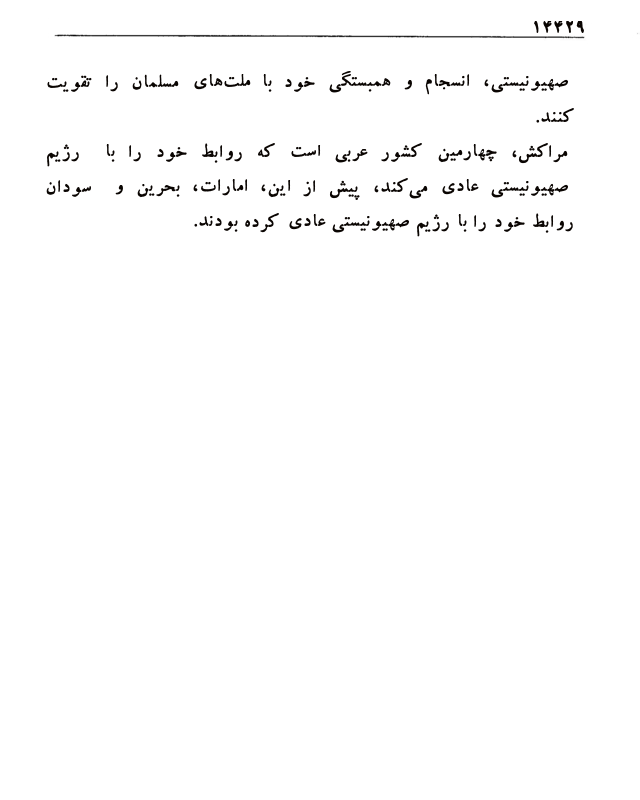 ۱۴۴۲۹
صهیونیستی، انسجام و همبستگی خود با ملت‌های مسلمان را تقویت
کنند.
مراکش، چهارمین کشور عربی است که روابط خود را با رژیم
صهیونیستی عادی می‌کند، پیش از این، امارات، بحرین و سودان
روابط خود را با رژیم صهیونیستی عادی کرده بودند.